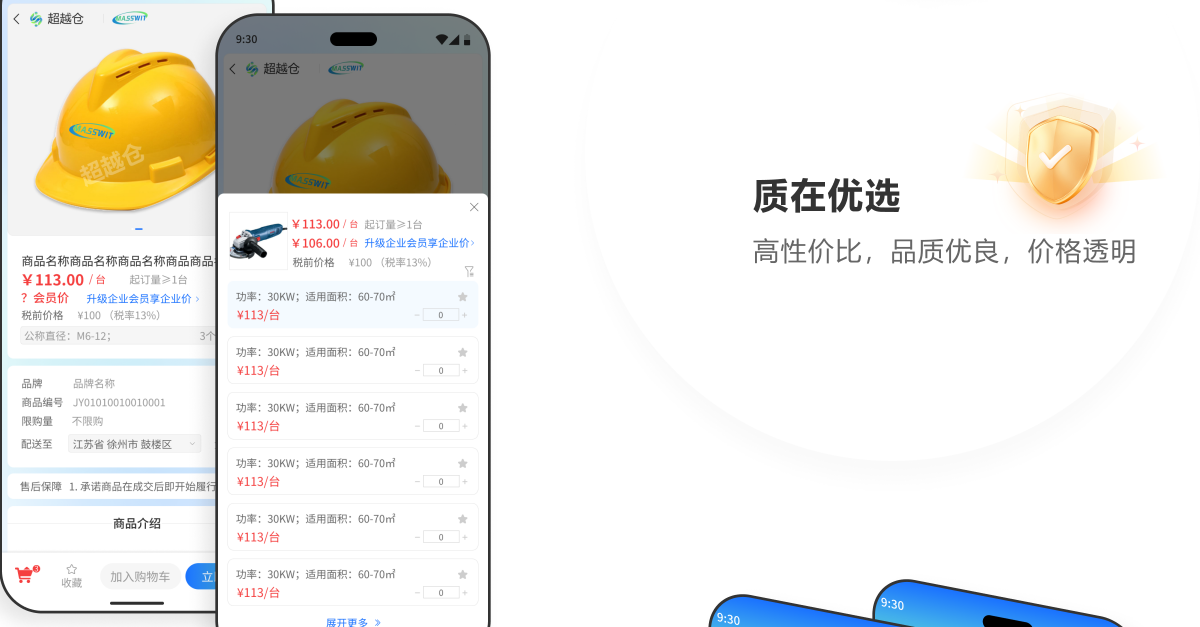 超越仓 MASSWIT
MASSWIT
超越仓
商品名称商品名称商品名称商品商品
¥113.00 / 台 起订量≥1台
? 会员价 升级企业会员享企业价 ›
税前价格 ¥100 （税率13%）
公称直径：M6-12； 3个
品牌 品牌名称
商品编号 JY01010010010001
限购量 不限购
配送至 江苏省 徐州市 鼓楼区
售后保障 1. 承诺商品在成交后即开始履行
商品介绍
3
收藏
加入购物车
立
9:30
超越仓 MASSWIT
MASSWIT
¥113.00 / 台 起订量≥1台
¥106.00 / 台 升级企业会员享企业价›
税前价格 ¥100 （税率13%）
功率：30KW；适用面积：60-70㎡
¥113/台 − 0 +
功率：30KW；适用面积：60-70㎡
¥113/台 − 0 +
功率：30KW；适用面积：60-70㎡
¥113/台 − 0 +
功率：30KW；适用面积：60-70㎡
¥113/台 − 0 +
功率：30KW；适用面积：60-70㎡
¥113/台 − 0 +
功率：30KW；适用面积：60-70㎡
¥113/台 − 0 +
展开更多
质在优选
高性价比，品质优良，价格透明
9:30
9:30